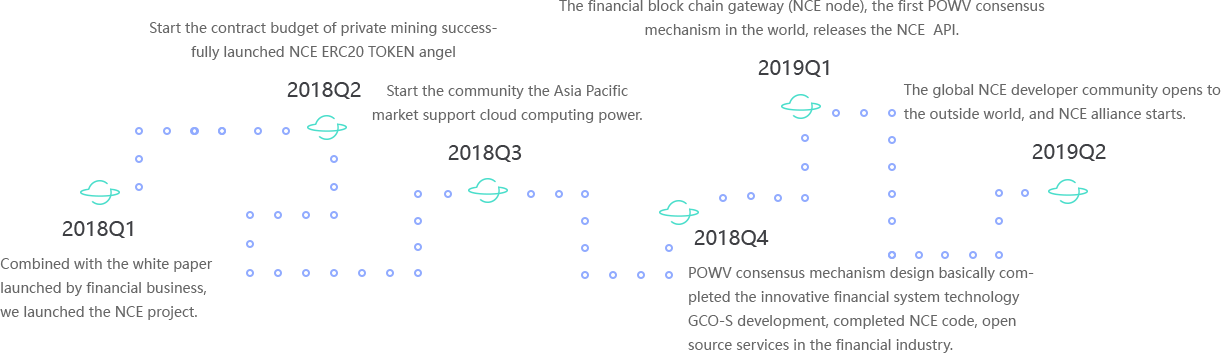 2018Q1
Combined with the white paper
launched by financial business,
we launched the NCE project.
Start the contract budget of private mining success-
fully launched NCE ERC20 TOKEN angel
2018Q2
Start the community the Asia Pacific
market support cloud computing power.
2018Q3
2018Q4
POWV consensus mechanism design basically com-
pleted the innovative financial system technology
GCO-S development, completed NCE code, open
source services in the financial industry.
The financial block chain gateway (NCE node), the first POWV consensus
mechanism in the world, releases the NCE API.
2019Q1
The global NCE developer community opens to
the outside world, and NCE alliance starts.
2019Q2